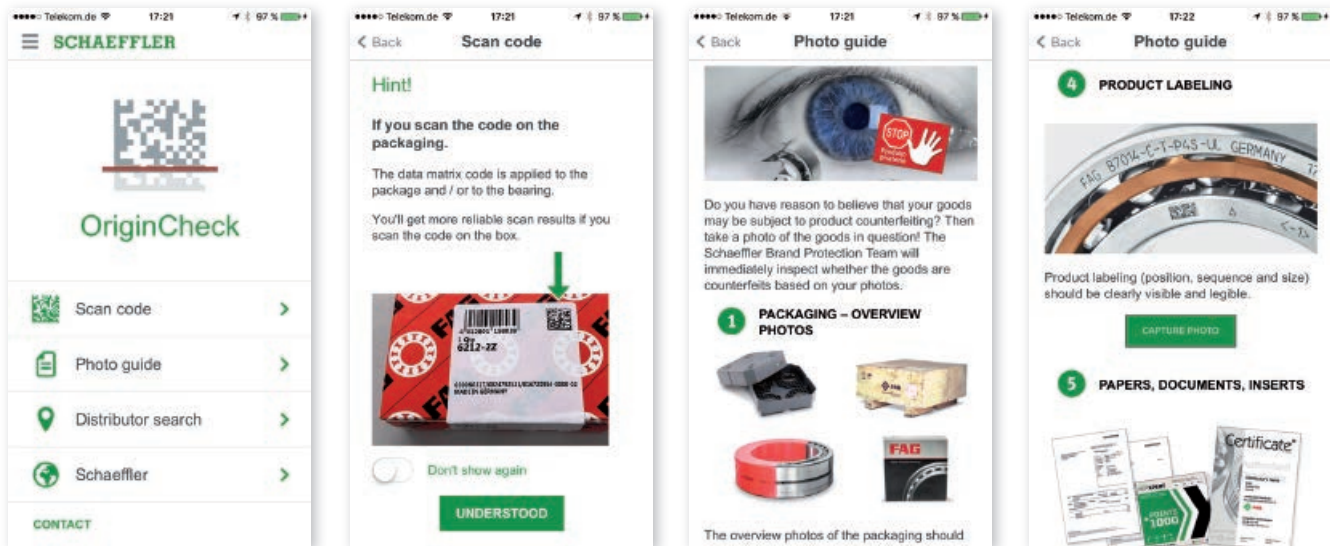 Telekom.de 17:21 97 %
SCHAEFFLER
OriginCheck
Scan code
Photo guide
Distributor search
Schaeffler
CONTACT
Telekom.de 17:21 97 %
Back Scan code
Hint!
If you scan the code on the
packaging.
The data matrix code is applied to the
package and / or to the bearing.
You'll get more reliable scan results if you
scan the code on the box.
6212-2Z
MADE IN GERMANY
Don't show again
UNDERSTOOD
Telekom.de 17:21 97 %
Back Photo guide
STOP
Do you have reason to believe that your goods
may be subject to product counterfeiting? Then
take a photo of the goods in question! The
Schaeffler Brand Protection Team will
immediately inspect whether the goods are
counterfeits based on your photos.
1 PACKAGING – OVERVIEW
PHOTOS
FAG
The overview photos of the packaging should
Telekom.de 17:22 97 %
Back Photo guide
4 PRODUCT LABELING
FAG B7014-C-T-P4S-UL GERMANY
<-1>
Product labeling (position, sequence and size)
should be clearly visible and legible.
CAPTURE PHOTO
5 PAPERS, DOCUMENTS, INSERTS
Certificate
POINTS
1000